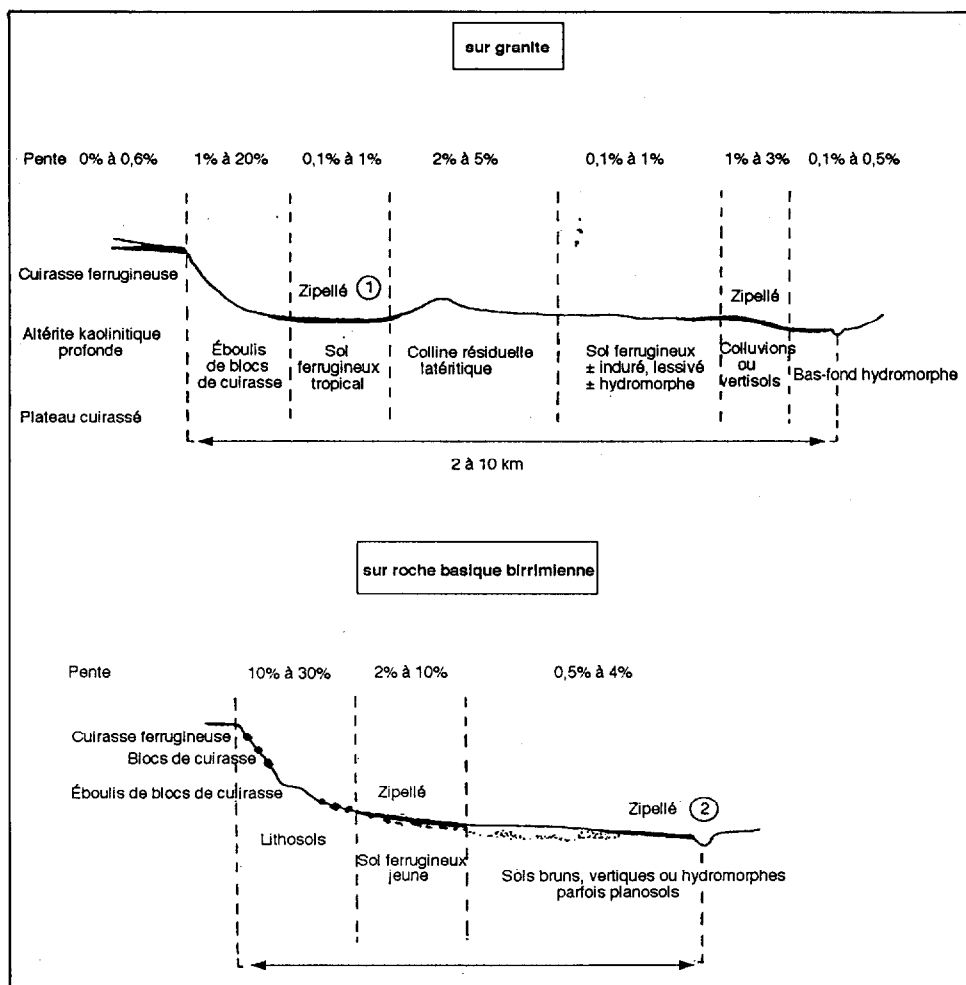 sur granite
Pente 0% à 0,6% 1% à 20% 0,1% à 1% 2% à 5% 0,1% à 1% 1% à 3% 0,1% à 0,5%
Cuirasse ferrugineuse
Zipellé 1
Zipellé
Altérite kaolinitique
profonde
Éboulis
de blocs
de cuirasse
Sol
ferrugineux
tropical
Colline résiduelle
latéritique
Sol ferrugineux
± induré, lessivé
± hydromorphe
Colluvions
ou
vertisols
Bas-fond hydromorphe
Plateau cuirassé
2 à 10 km
sur roche basique birrimienne
Pente 10% à 30% 2% à 10% 0,5% à 4%
Cuirasse ferrugineuse
Blocs de cuirasse
Éboulis de blocs de cuirasse
Zipellé
Zipellé 2
Lithosols
Sol ferrugineux
jeune
Sols bruns, vertiques ou hydromorphes
parfois planosols